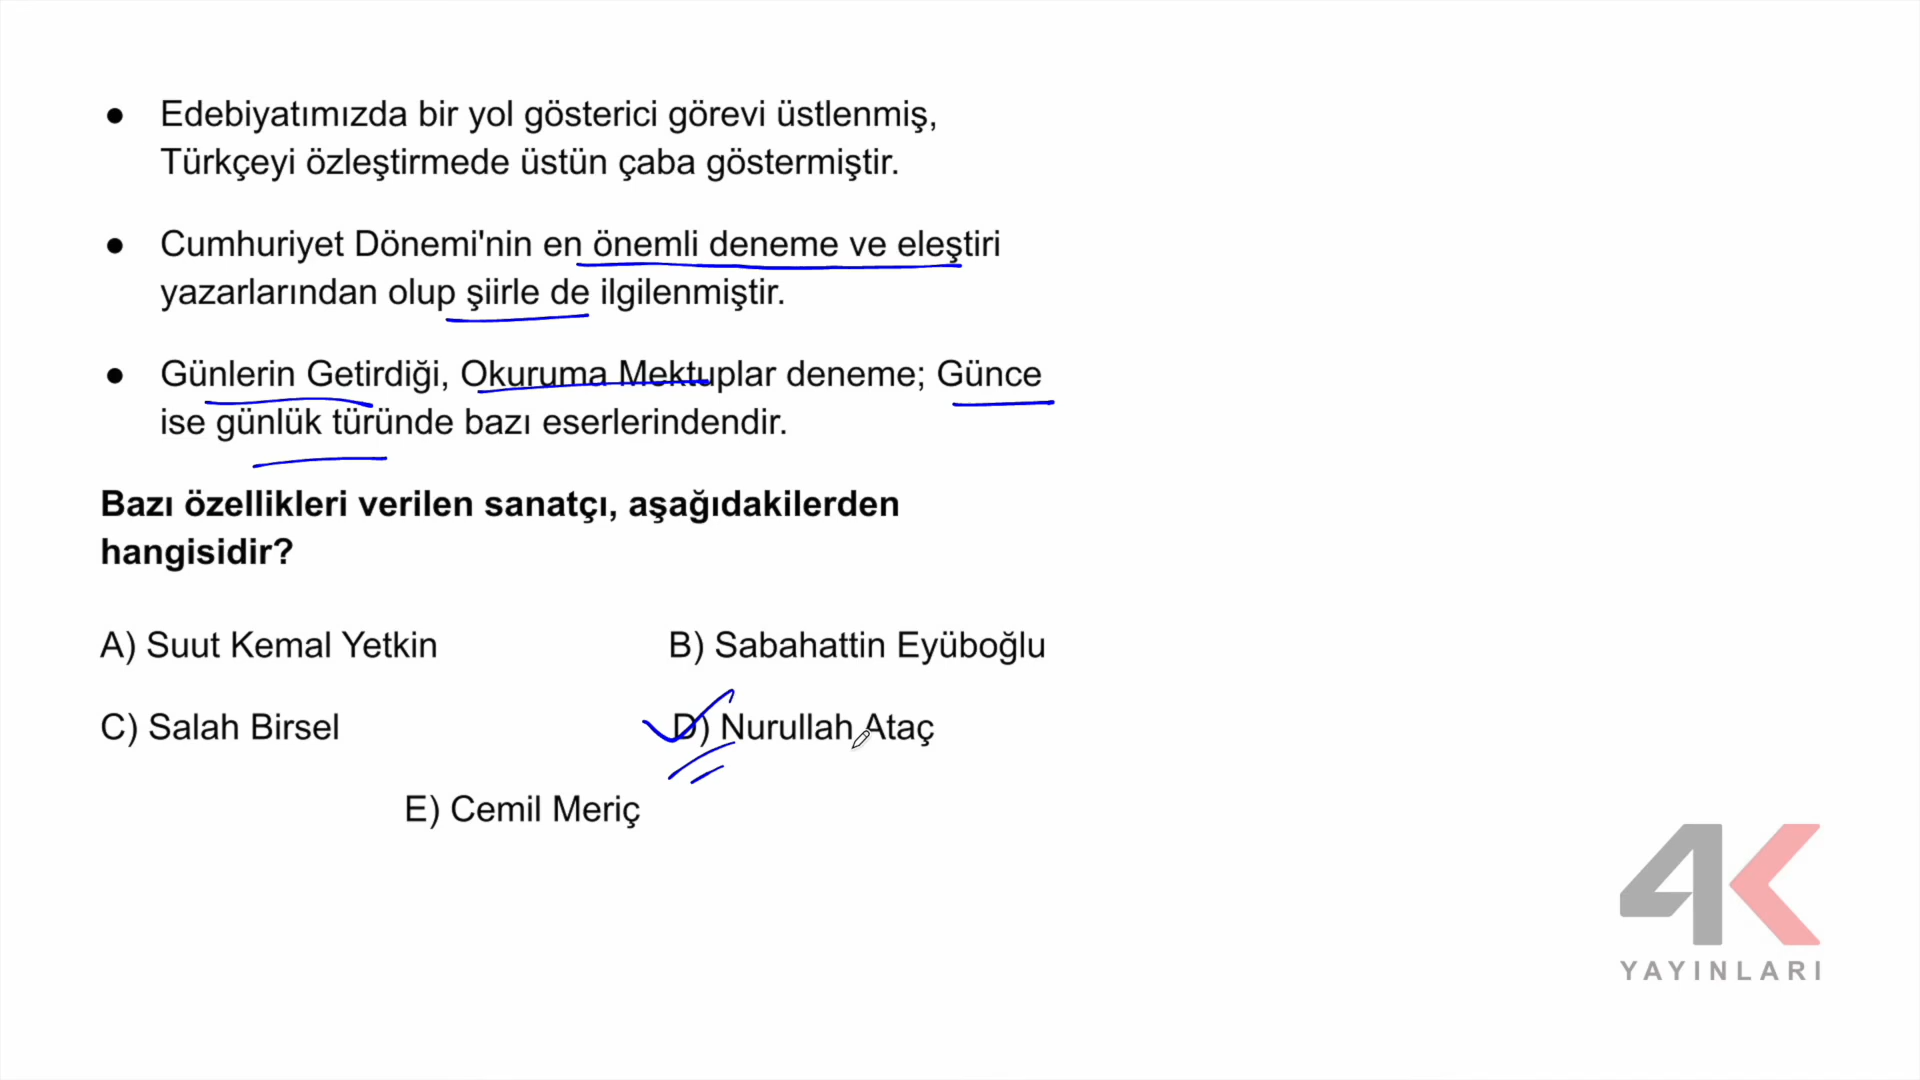 ● Edebiyatımızda bir yol gösterici görevi üstlenmiş,
Türkçeyi özleştirmede üstün çaba göstermiştir.
● Cumhuriyet Dönemi'nin en önemli deneme ve eleştiri
yazarlarından olup şiirle de ilgilenmiştir.
● Günlerin Getirdiği, Okuruma Mektuplar deneme; Günce
ise günlük türünde bazı eserlerindendir.
Bazı özellikleri verilen sanatçı, aşağıdakilerden
hangisidir?
A) Suut Kemal Yetkin B) Sabahattin Eyüboğlu
C) Salah Birsel D) Nurullah Ataç
E) Cemil Meriç
4K
YAYINLARI